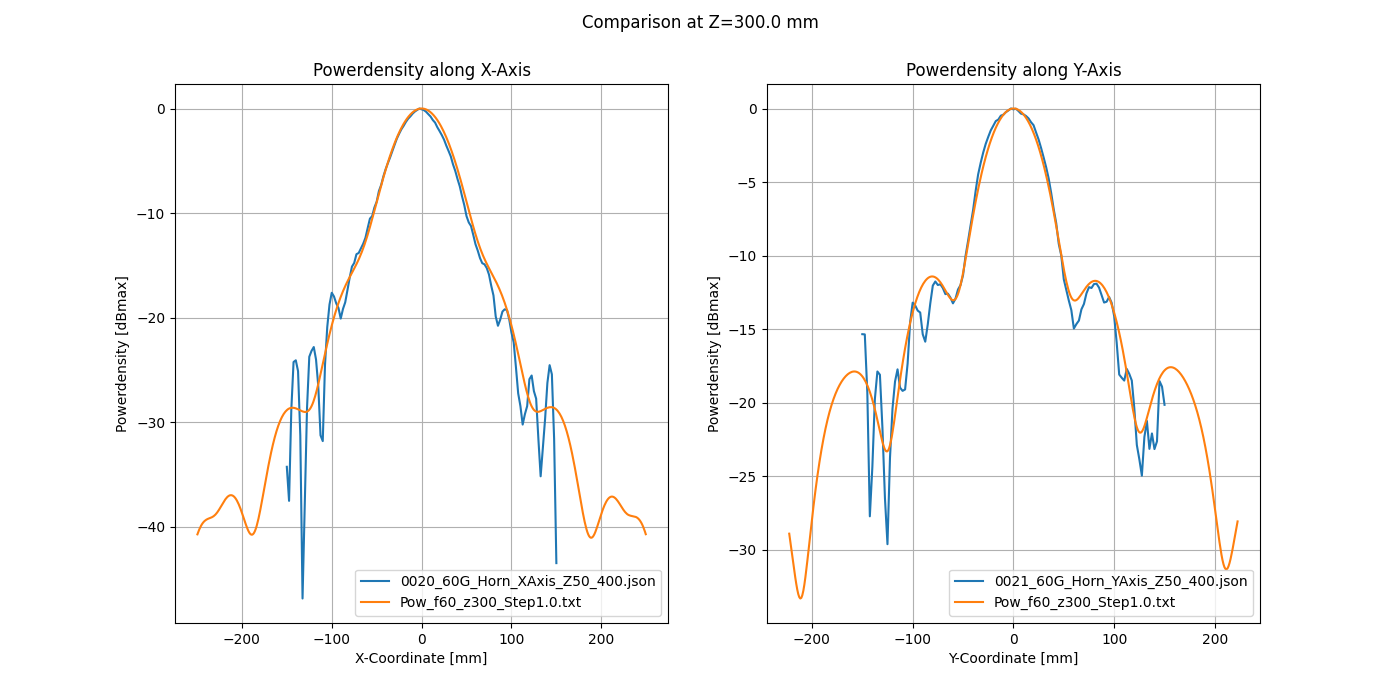 Comparison at Z=300.0 mm
Powerdensity along X-Axis
Powerdensity [dBmax]
0
−10
−20
−30
−40
0020_60G_Horn_XAxis_Z50_400.json
Pow_f60_z300_Step1.0.txt
−200
−100
0
100
200
X-Coordinate [mm]
Powerdensity along Y-Axis
Powerdensity [dBmax]
0
−5
−10
−15
−20
−25
−30
0021_60G_Horn_YAxis_Z50_400.json
Pow_f60_z300_Step1.0.txt
−200
−100
0
100
200
Y-Coordinate [mm]